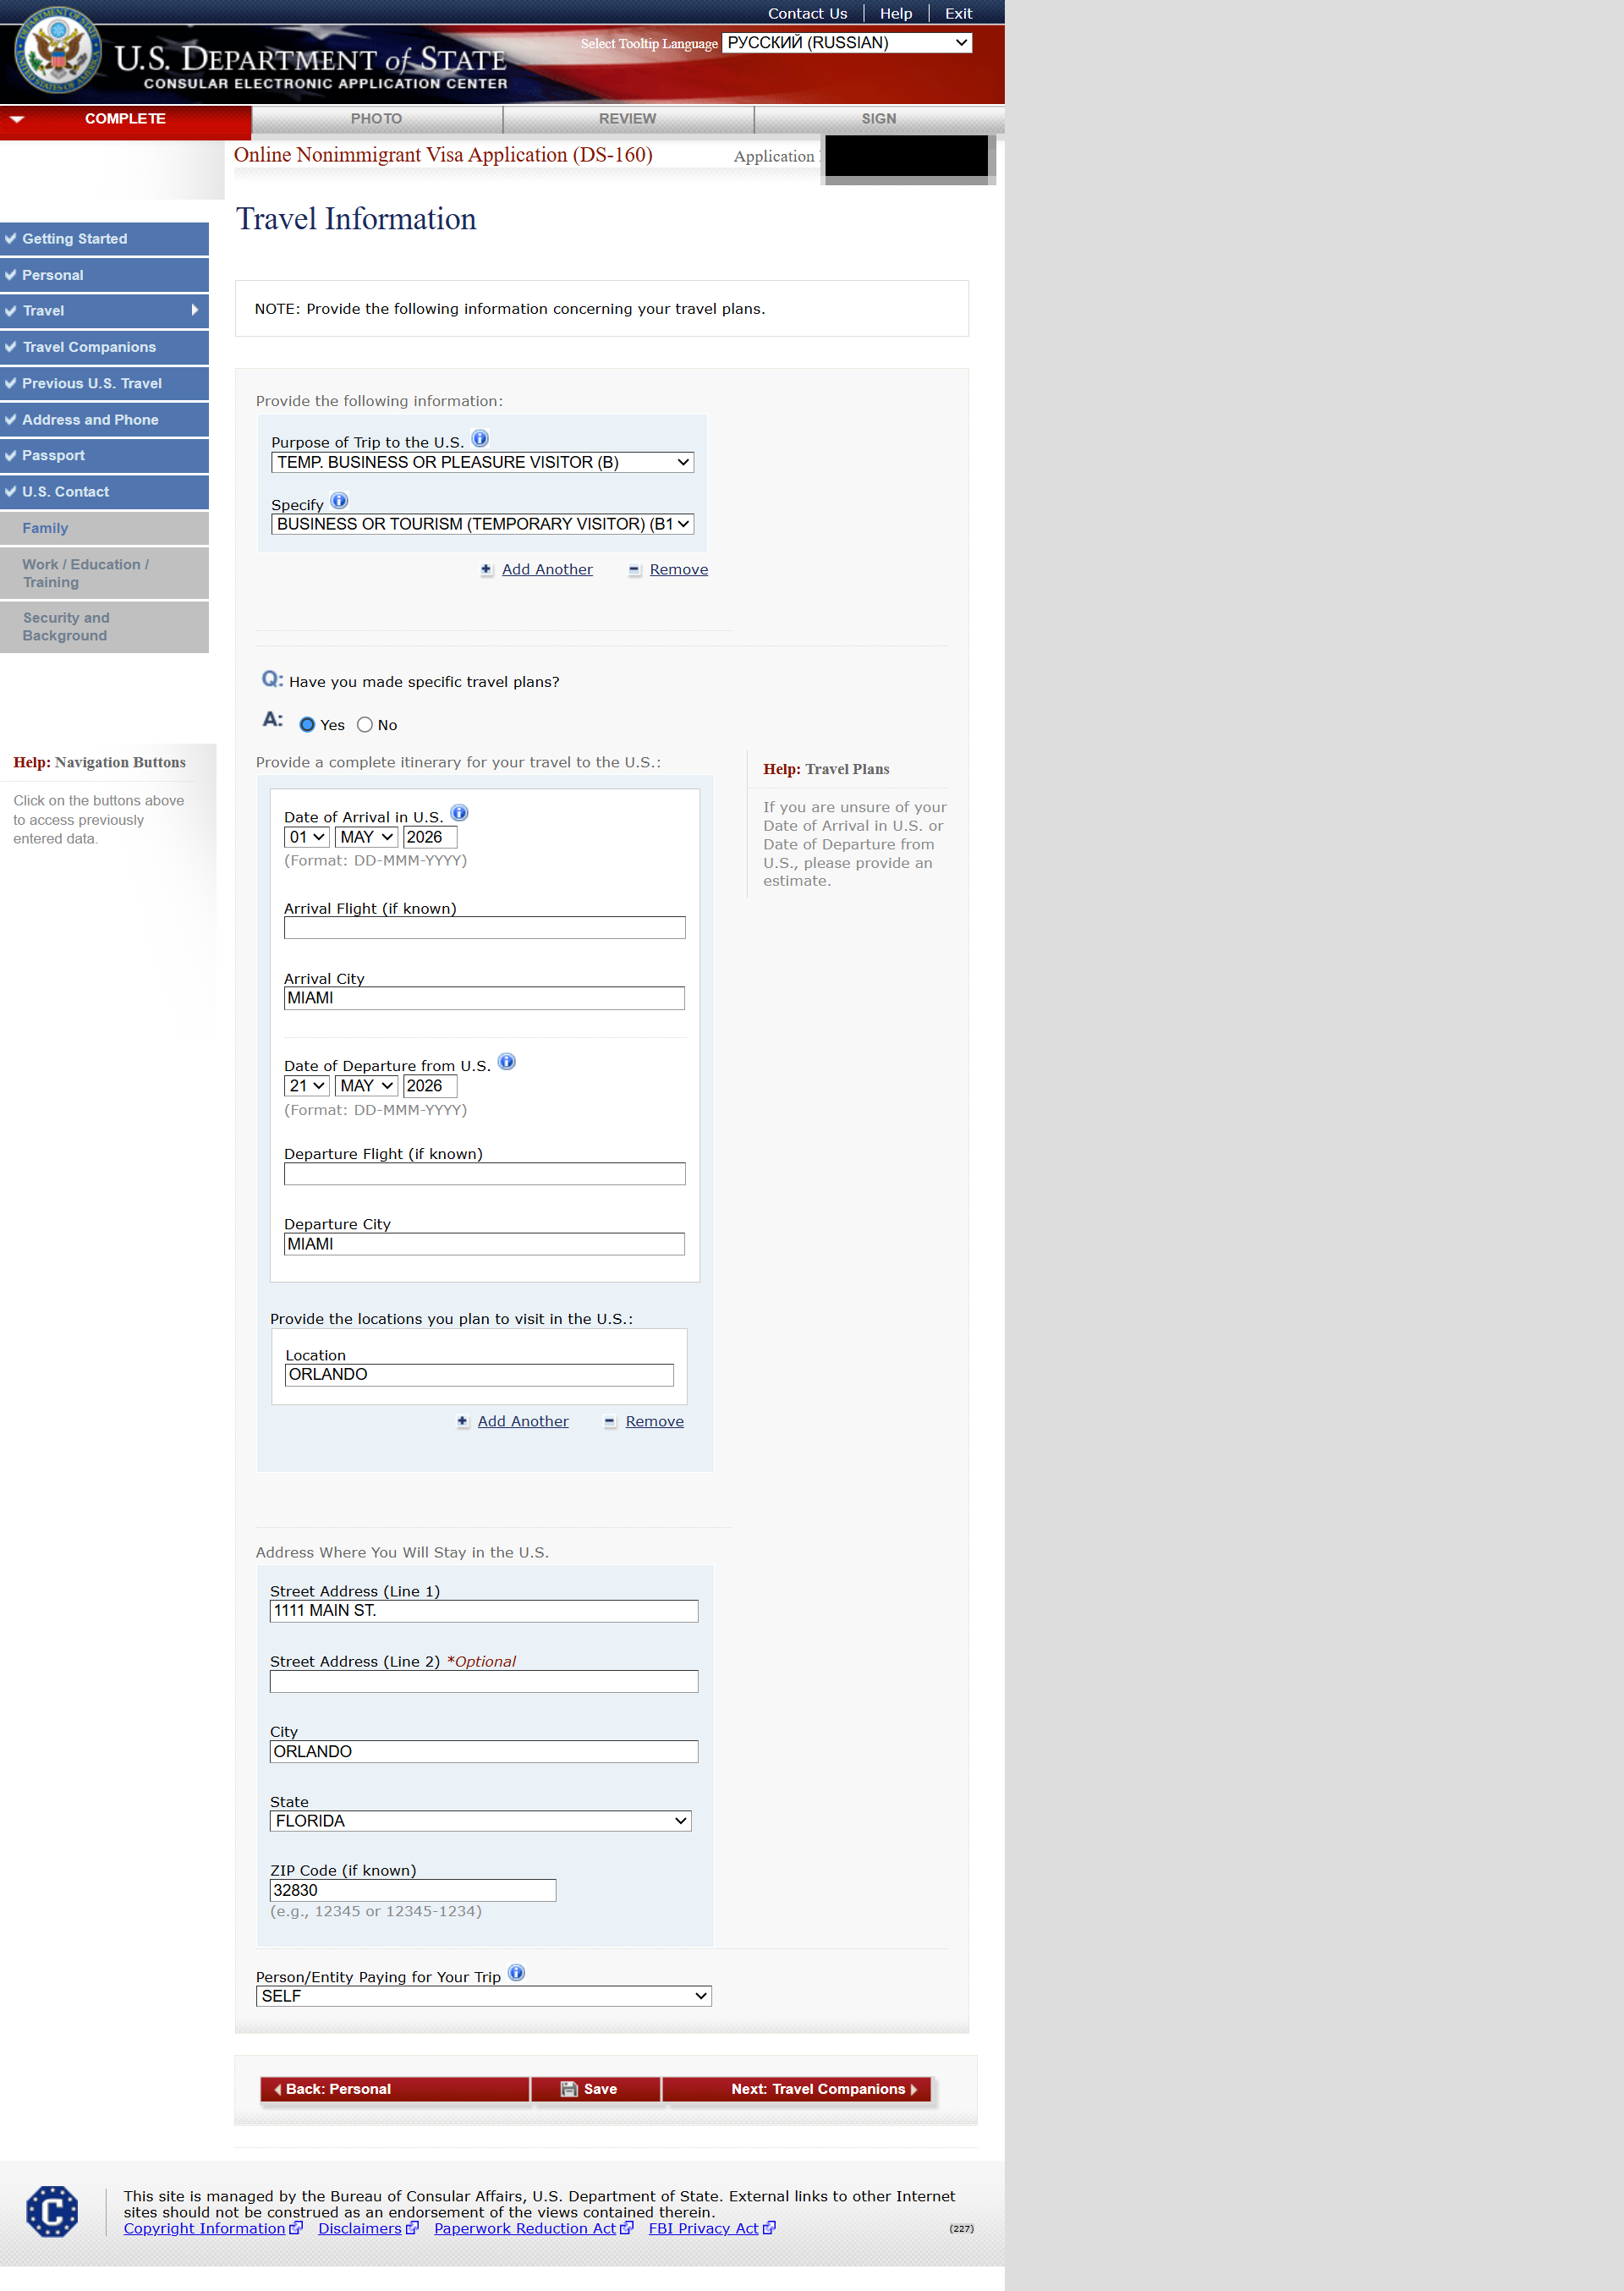 Contact Us
Help
Exit
Select Tooltip Language
РУССКИЙ (RUSSIAN)
U.S. DEPARTMENT of STATE
CONSULAR ELECTRONIC APPLICATION CENTER
COMPLETE
PHOTO
REVIEW
SIGN
Online Nonimmigrant Visa Application (DS-160)
Application
Travel Information
Getting Started
Personal
Travel
Travel Companions
Previous U.S. Travel
Address and Phone
Passport
U.S. Contact
Family
Work / Education /
Training
Security and
Background
Help: Navigation Buttons
Click on the buttons above
to access previously
entered data.
NOTE: Provide the following information concerning your travel plans.
Provide the following information:
Purpose of Trip to the U.S.
TEMP. BUSINESS OR PLEASURE VISITOR (B)
Specify
BUSINESS OR TOURISM (TEMPORARY VISITOR) (B1
Add Another
Remove
Q: Have you made specific travel plans?
A: Yes No
Provide a complete itinerary for your travel to the U.S.:
Date of Arrival in U.S.
01 MAY 2026
(Format: DD-MMM-YYYY)
Arrival Flight (if known)
Arrival City
MIAMI
Date of Departure from U.S.
21 MAY 2026
(Format: DD-MMM-YYYY)
Departure Flight (if known)
Departure City
MIAMI
Provide the locations you plan to visit in the U.S.:
Location
ORLANDO
Add Another
Remove
Help: Travel Plans
If you are unsure of your
Date of Arrival in U.S. or
Date of Departure from
U.S., please provide an
estimate.
Address Where You Will Stay in the U.S.
Street Address (Line 1)
1111 MAIN ST.
Street Address (Line 2) *Optional
City
ORLANDO
State
FLORIDA
ZIP Code (if known)
32830
(e.g., 12345 or 12345-1234)
Person/Entity Paying for Your Trip
SELF
Back: Personal
Save
Next: Travel Companions
This site is managed by the Bureau of Consular Affairs, U.S. Department of State. External links to other Internet
sites should not be construed as an endorsement of the views contained therein.
Copyright Information Disclaimers Paperwork Reduction Act FBI Privacy Act
(227)